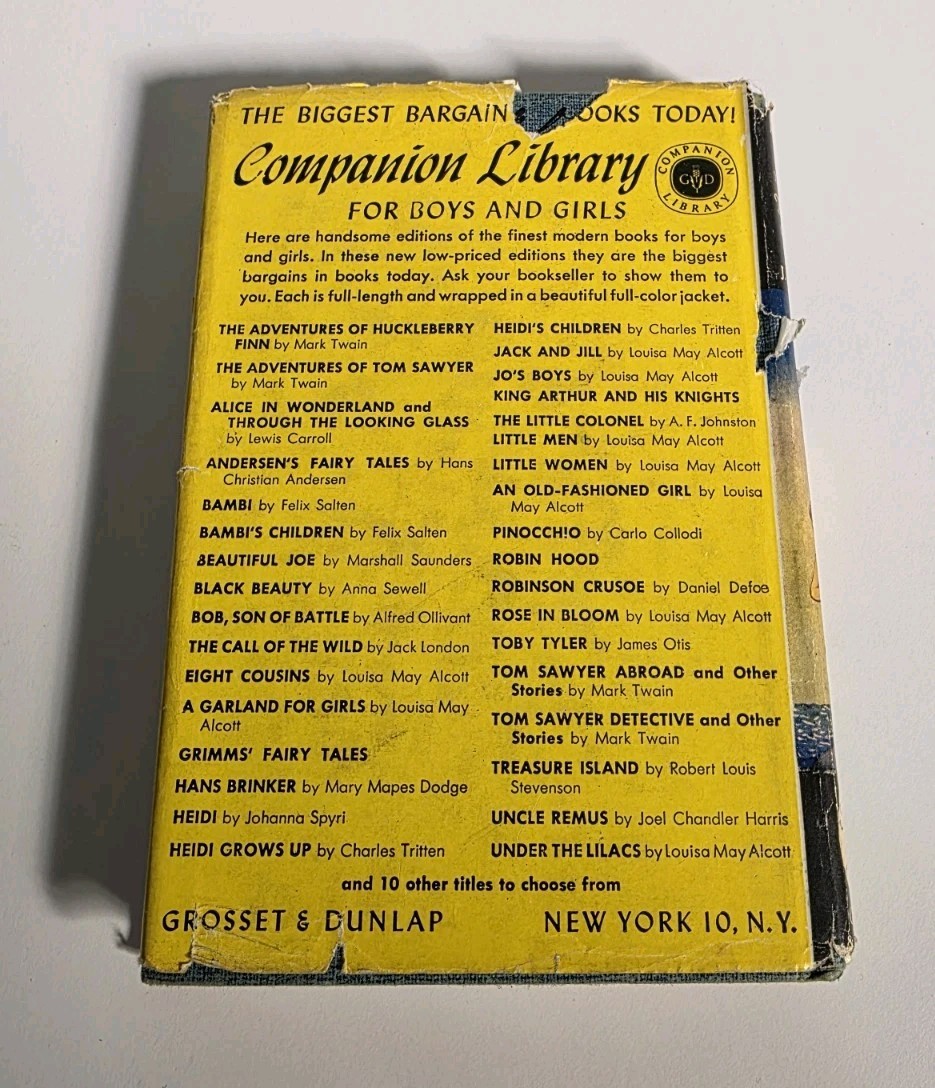 THE BIGGEST BARGAIN OOKS TODAY!
Companion Library
COMPANION LIBRARY
G D
FOR BOYS AND GIRLS
Here are handsome editions of the finest modern books for boys
and girls. In these new low-priced editions they are the biggest
bargains in books today. Ask your bookseller to show them to
you. Each is full-length and wrapped in a beautiful full-color jacket.
THE ADVENTURES OF HUCKLEBERRY
FINN by Mark Twain
THE ADVENTURES OF TOM SAWYER
by Mark Twain
ALICE IN WONDERLAND and
THROUGH THE LOOKING GLASS
by Lewis Carroll
ANDERSEN'S FAIRY TALES by Hans
Christian Andersen
BAMBI by Felix Salten
BAMBI'S CHILDREN by Felix Salten
BEAUTIFUL JOE by Marshall Saunders
BLACK BEAUTY by Anna Sewell
BOB, SON OF BATTLE by Alfred Ollivant
THE CALL OF THE WILD by Jack London
EIGHT COUSINS by Louisa May Alcott
A GARLAND FOR GIRLS by Louisa May
Alcott
GRIMMS' FAIRY TALES
HANS BRINKER by Mary Mapes Dodge
HEIDI by Johanna Spyri
HEIDI GROWS UP by Charles Tritten
HEIDI'S CHILDREN by Charles Tritten
JACK AND JILL by Louisa May Alcott
JO'S BOYS by Louisa May Alcott
KING ARTHUR AND HIS KNIGHTS
THE LITTLE COLONEL by A. F. Johnston
LITTLE MEN by Louisa May Alcott
LITTLE WOMEN by Louisa May Alcott
AN OLD-FASHIONED GIRL by Louisa
May Alcott
PINOCCHIO by Carlo Collodi
ROBIN HOOD
ROBINSON CRUSOE by Daniel Defoe
ROSE IN BLOOM by Louisa May Alcott
TOBY TYLER by James Otis
TOM SAWYER ABROAD and Other
Stories by Mark Twain
TOM SAWYER DETECTIVE and Other
Stories by Mark Twain
TREASURE ISLAND by Robert Louis
Stevenson
UNCLE REMUS by Joel Chandler Harris
UNDER THE LILACS by Louisa May Alcott
and 10 other titles to choose from
GROSSET & DUNLAP NEW YORK 10, N.Y.